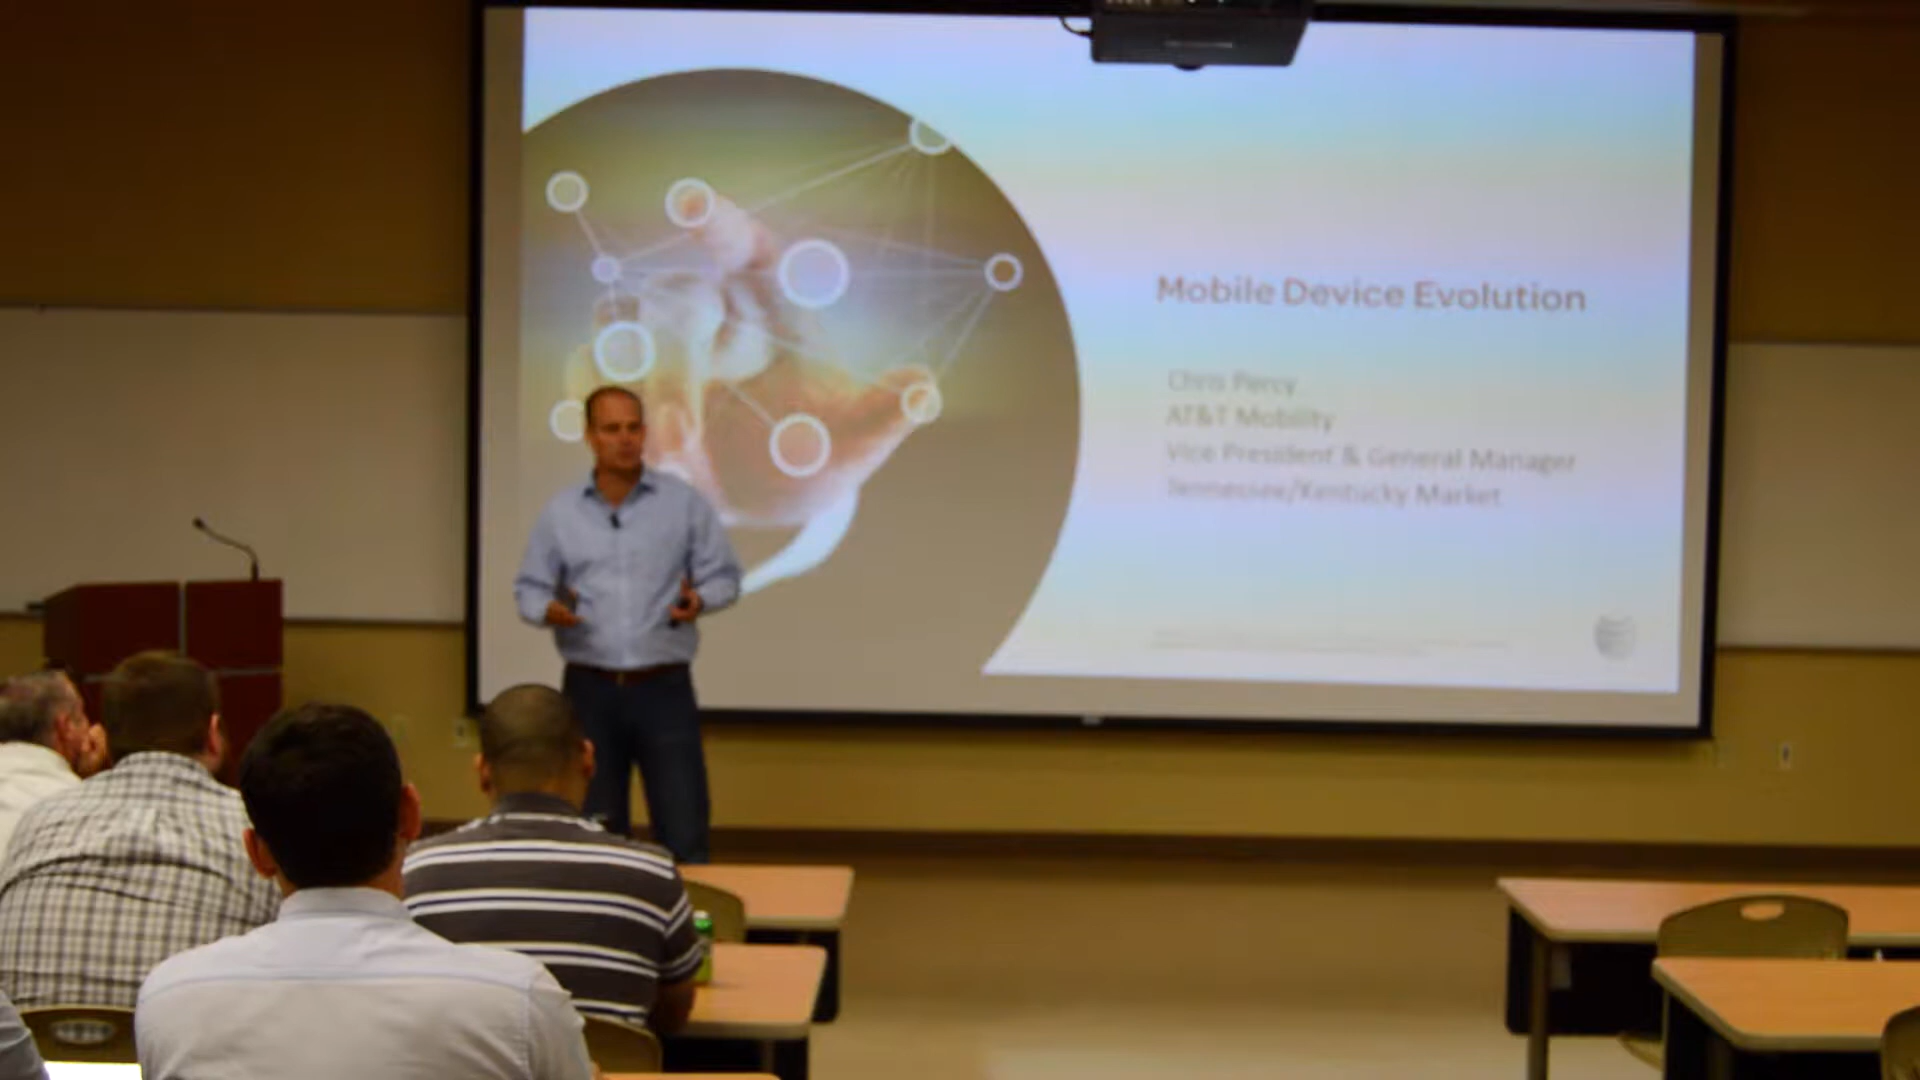 Mobile Device Evolution
Chris Percy
AT&T Mobility
Vice President & General Manager
Tennessee/Kentucky Market